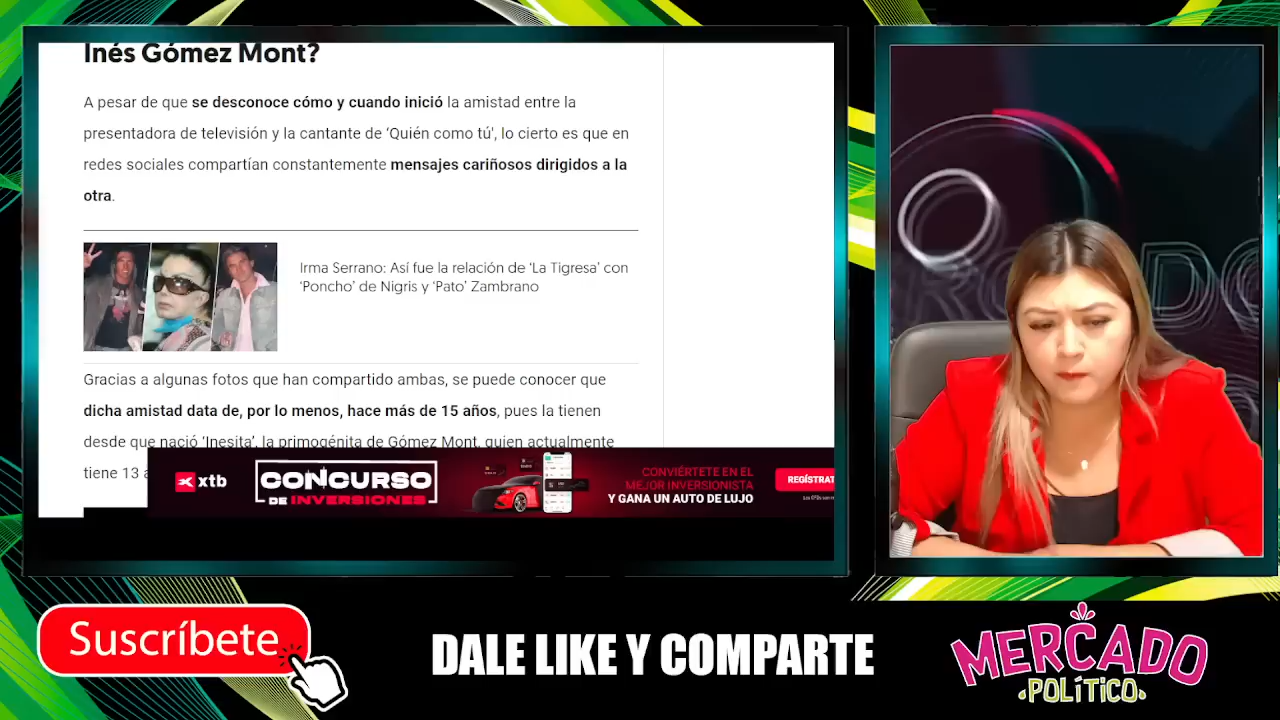 Inés Gómez Mont?
A pesar de que se desconoce cómo y cuando inició la amistad entre la
presentadora de televisión y la cantante de ‘Quién como tú', lo cierto es que en
redes sociales compartían constantemente mensajes cariñosos dirigidos a la
otra.
Irma Serrano: Así fue la relación de ‘La Tigresa’ con
‘Poncho’ de Nigris y ‘Pato’ Zambrano
Gracias a algunas fotos que han compartido ambas, se puede conocer que
dicha amistad data de, por lo menos, hace más de 15 años, pues la tienen
desde que nació ‘Inesita’, la primogénita de Gómez Mont, quien actualmente
tiene 13 a
xtb
CONCURSO
DE INVERSIONES
CONVIÉRTETE EN EL
MEJOR INVERSIONISTA
Y GANA UN AUTO DE LUJO
REGÍSTRAT
Suscríbete
DALE LIKE Y COMPARTE
MERCADO
POLÍTICO